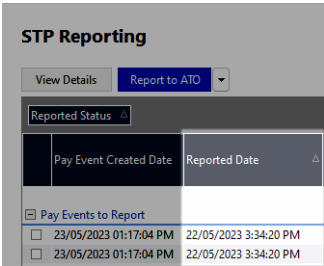 STP Reporting
View Details Report to ATO
Reported Status
Pay Event Created Date Reported Date
Pay Events to Report
23/05/2023 01:17:04 PM 22/05/2023 3:34:20 PM
23/05/2023 01:17:04 PM 22/05/2023 3:34:20 PM